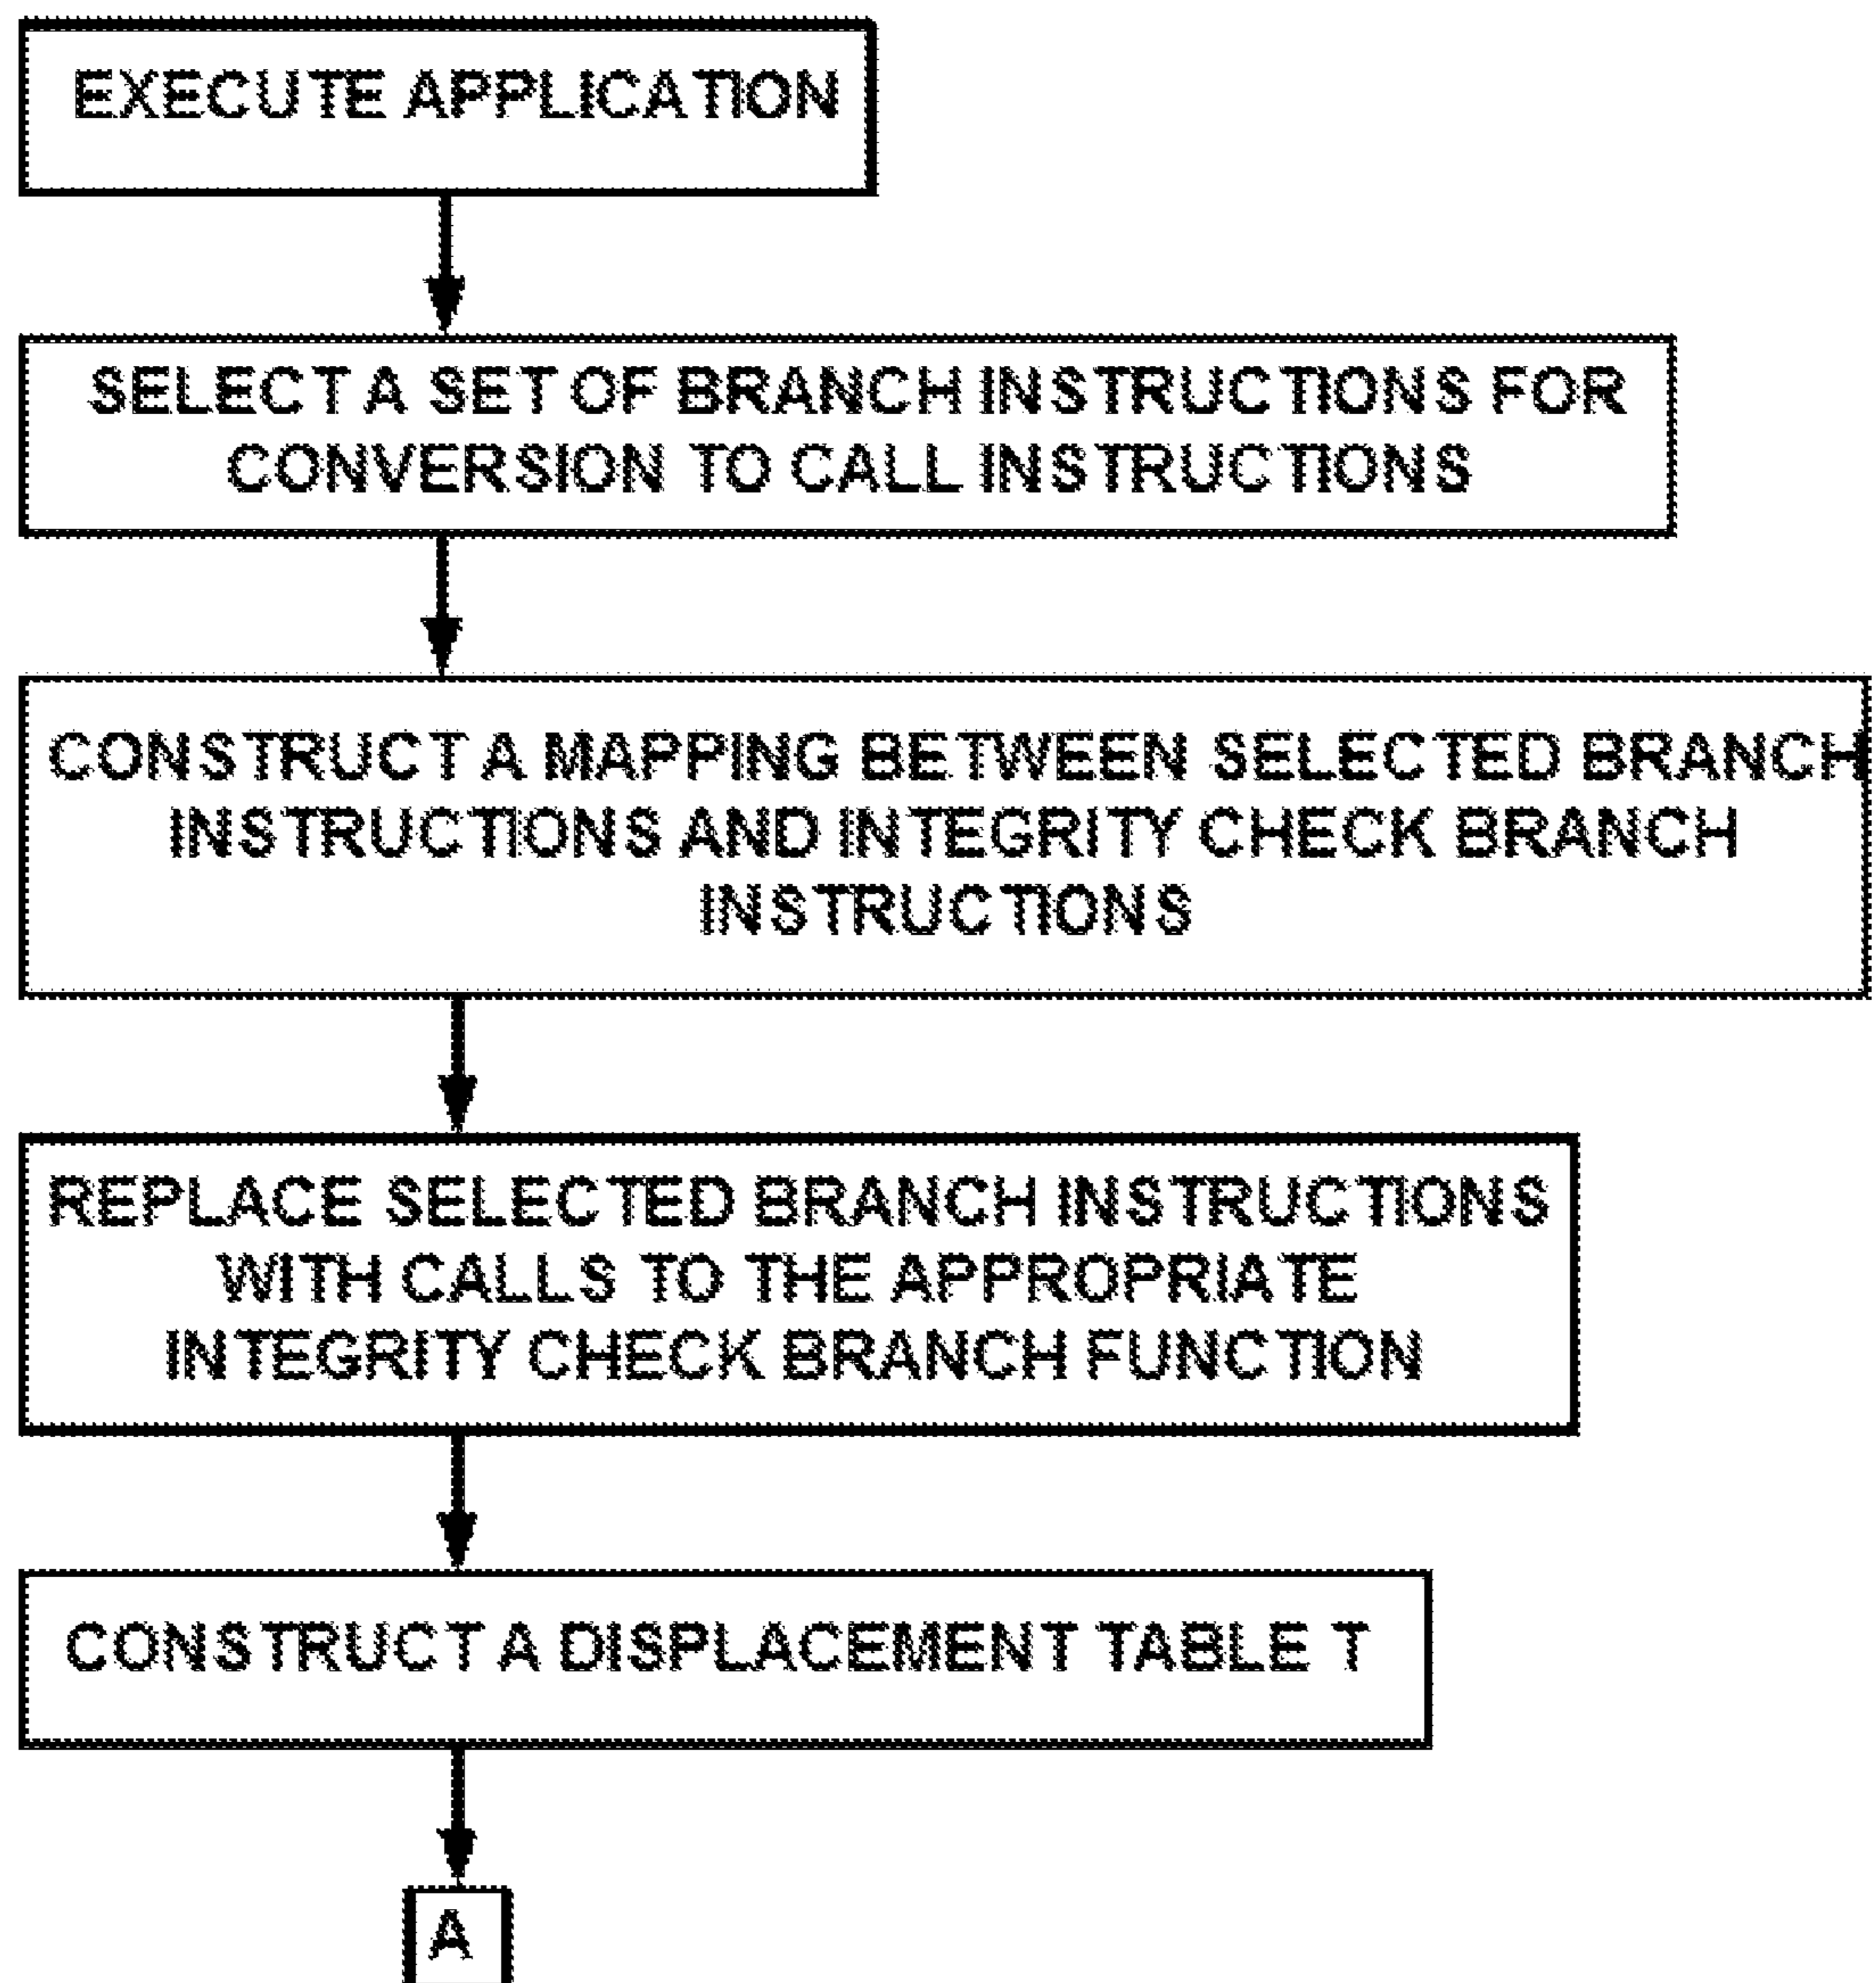 EXECUTE APPLICATION
SELECT A SET OF BRANCH INSTRUCTIONS FOR
CONVERSION TO CALL INSTRUCTIONS
CONSTRUCT A MAPPING BETWEEN SELECTED BRANCH
INSTRUCTIONS AND INTEGRITY CHECK BRANCH
INSTRUCTIONS
REPLACE SELECTED BRANCH INSTRUCTIONS
WITH CALLS TO THE APPROPRIATE
INTEGRITY CHECK BRANCH FUNCTION
CONSTRUCT A DISPLACEMENT TABLE T
A